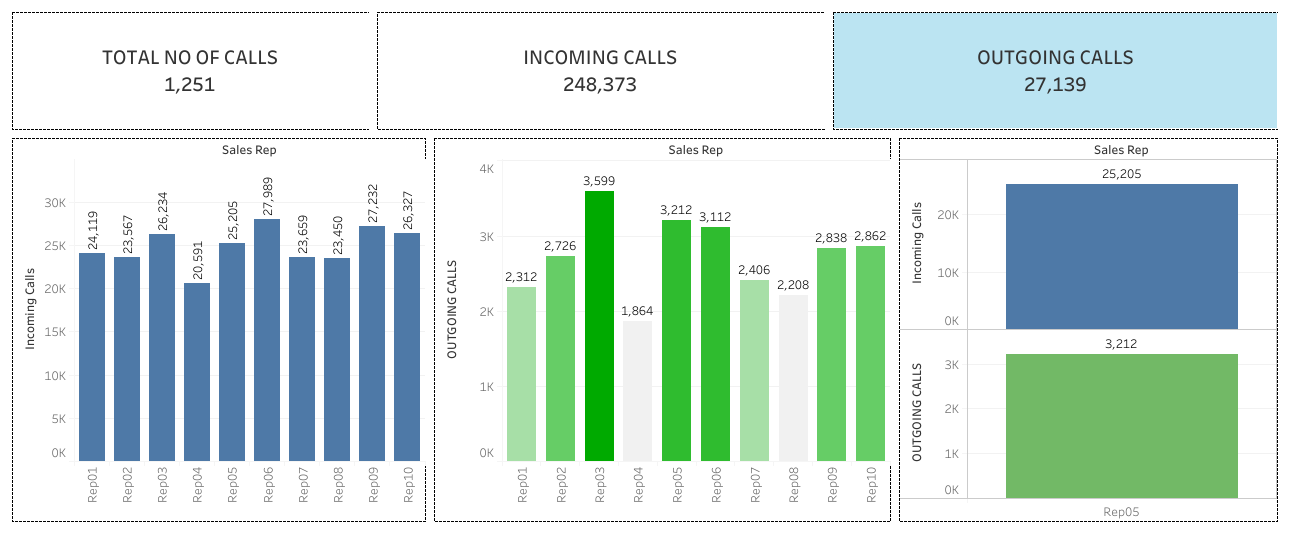 TOTAL NO OF CALLS
1,251
INCOMING CALLS
248,373
OUTGOING CALLS
27,139
Sales Rep
Incoming Calls
30K
25K
20K
15K
10K
5K
0K
24,119
23,567
26,234
20,591
25,205
27,989
23,659
23,450
27,232
26,327
Rep01
Rep02
Rep03
Rep04
Rep05
Rep06
Rep07
Rep08
Rep09
Rep10
Sales Rep
OUTGOING CALLS
4K
3K
2K
1K
0K
2,312
2,726
3,599
1,864
3,212
3,112
2,406
2,208
2,838
2,862
Rep01
Rep02
Rep03
Rep04
Rep05
Rep06
Rep07
Rep08
Rep09
Rep10
Sales Rep
Incoming Calls
20K
10K
0K
25,205
OUTGOING CALLS
3K
2K
1K
0K
3,212
Rep05